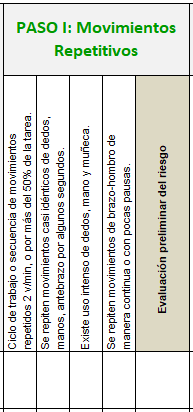 PASO I: Movimientos
Repetitivos
Ciclo de trabajo o secuencia de movimientos
repetidos 2 v/min, o por más del 50% de la tarea.
Se repiten movimientos casi idénticos de dedos,
manos, antebrazo por algunos segundos.
Existe uso intenso de dedos, mano y muñeca.
Se repiten movimientos de brazo-hombro de
manera continua o con pocas pausas.
Evaluación preliminar del riesgo